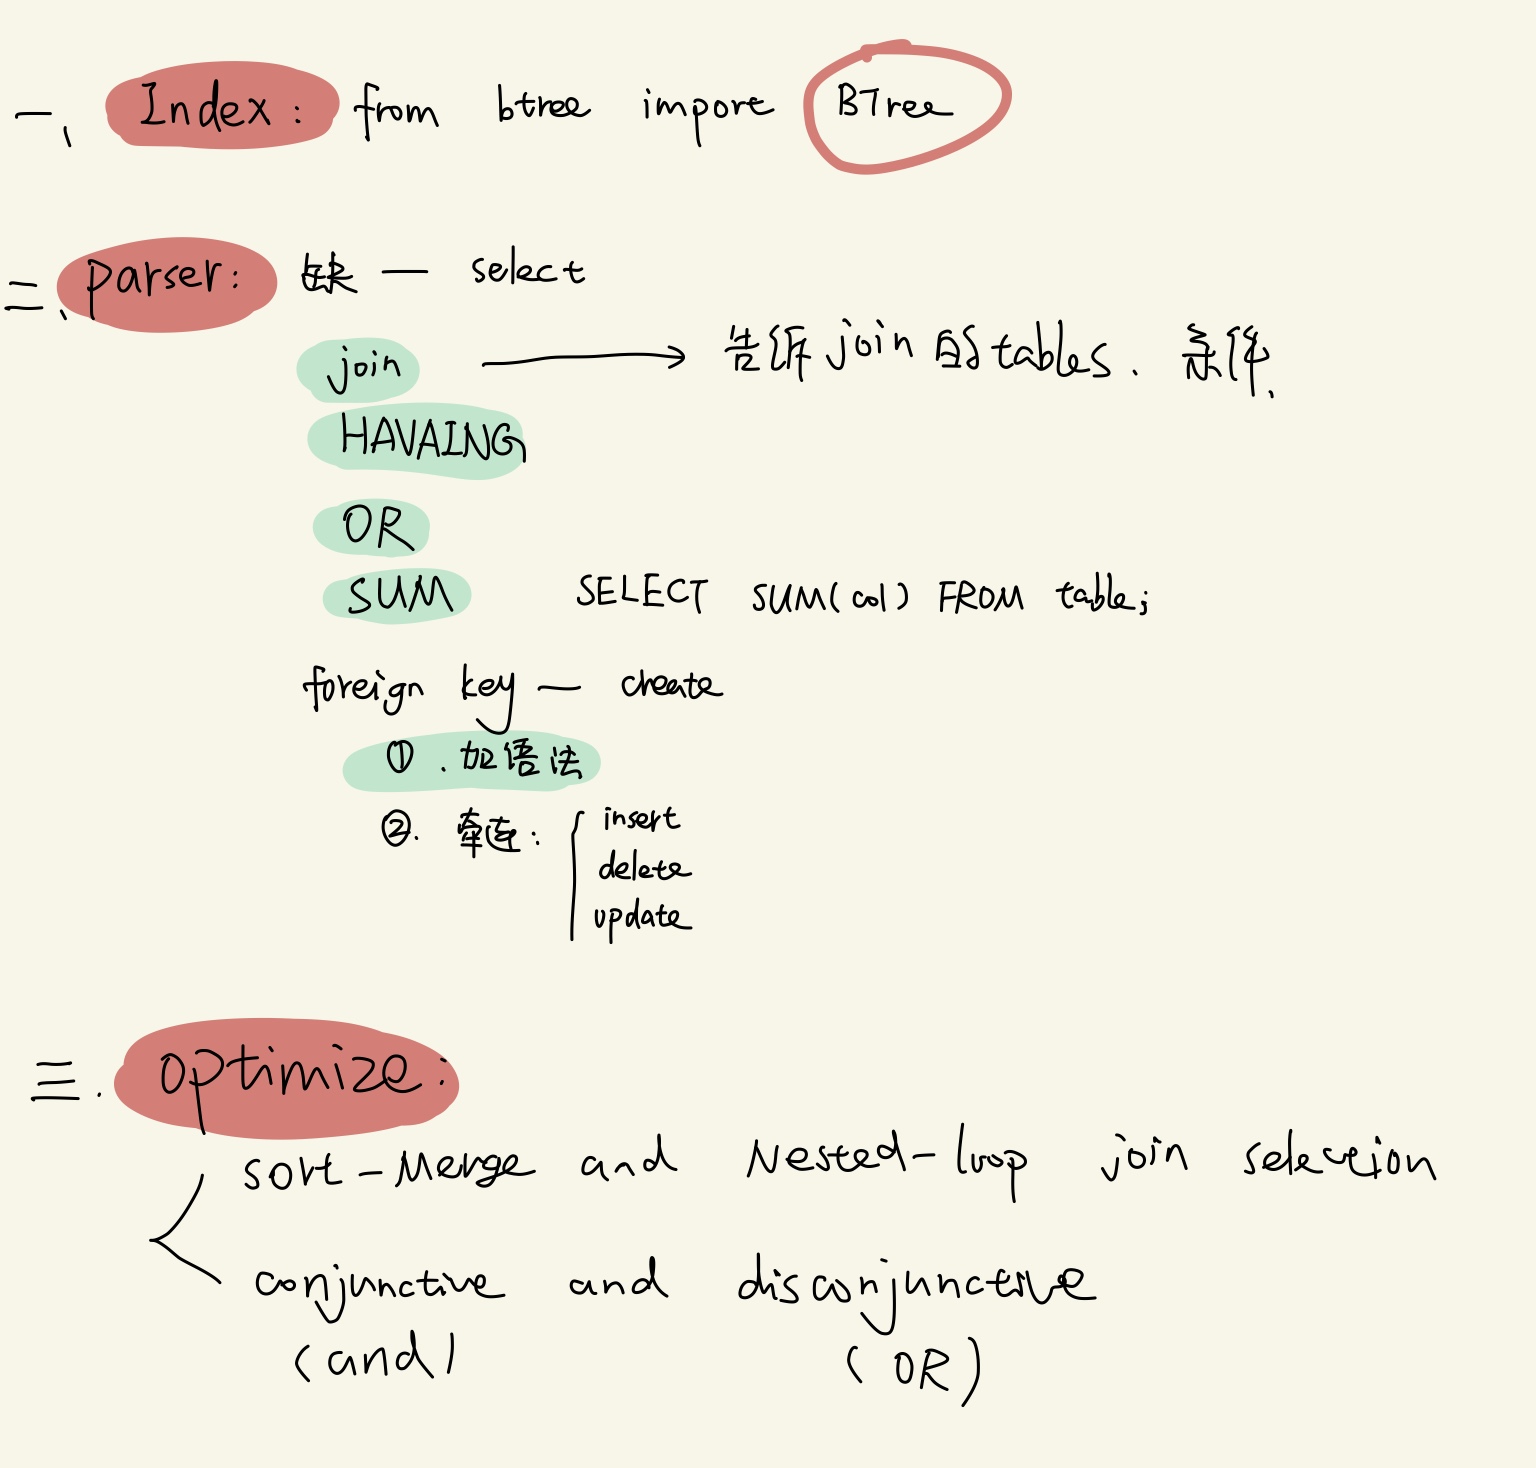 一、Index: from btree import BTree
二、parser: 缺 — select
join → 告诉join的tables、条件、
HAVAING
OR
SUM SELECT SUM(col) FROM table;
foreign key — create
①.加语法
②.牵连:
insert
delete
update
三. optimize:
sort-Merge and Nested-loop join selection
conjunctive and disconjunctive
(and) (OR)